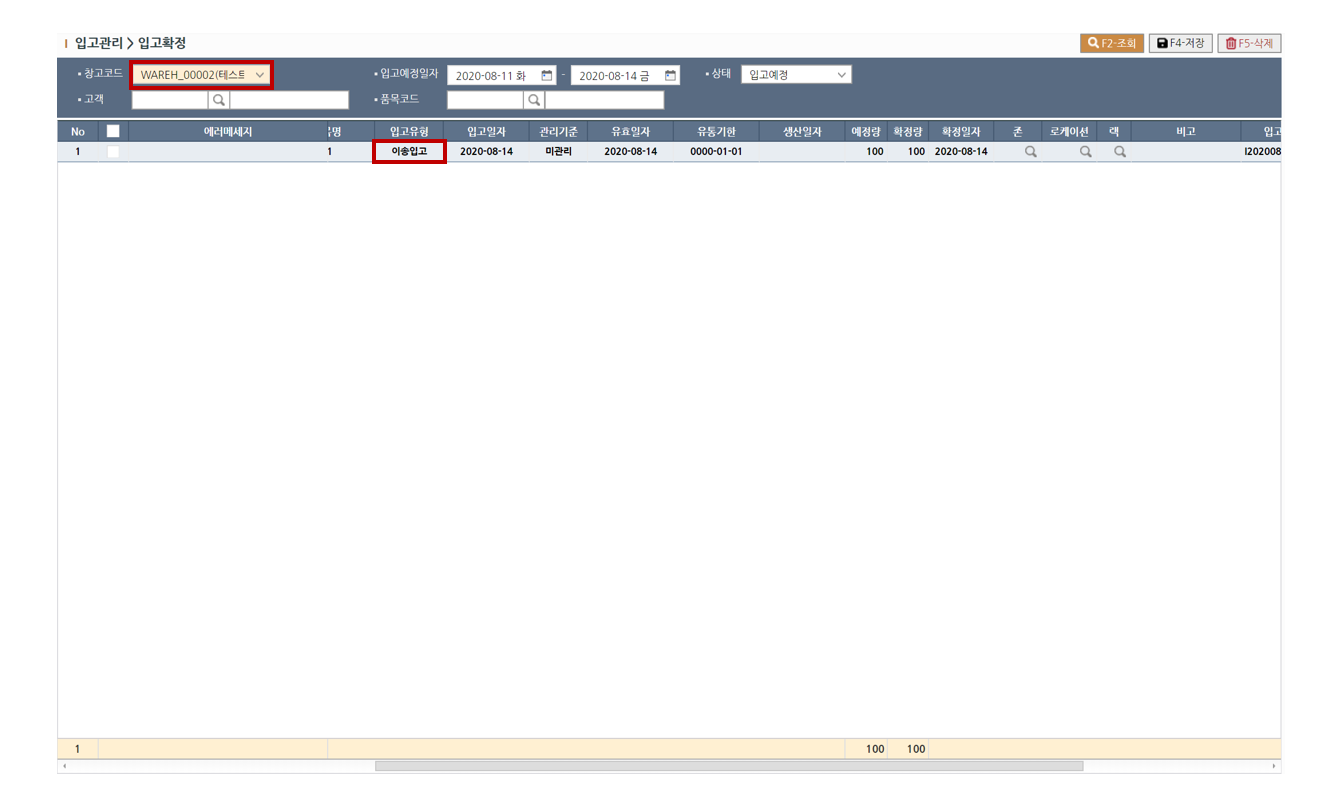 입고관리 > 입고확정 F2-조회 F4-저장 F5-삭제
창고코드 WAREH_00002(테스트 입고예정일자 2020-08-11 화 - 2020-08-14 금 상태 입고예정
고객 품목코드
No 에러메세지 명 입고유형 입고일자 관리기준 유효일자 유통기한 생산일자 예정량 확정량 확정일자 존 로케이션 랙 비고 입고
1 1 이송입고 2020-08-14 미관리 2020-08-14 0000-01-01 100 100 2020-08-14 I202008
1 100 100